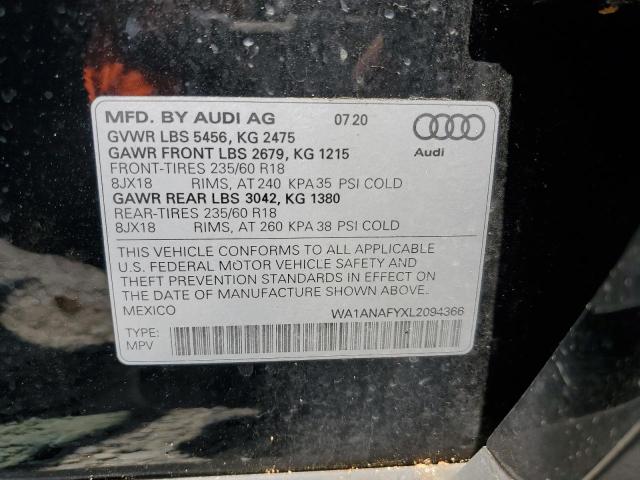 MFD. BY AUDI AG 07 20
GVWR LBS 5456, KG 2475
GAWR FRONT LBS 2679, KG 1215
FRONT-TIRES 235/60 R18
8JX18 RIMS, AT 240 KPA 35 PSI COLD
GAWR REAR LBS 3042, KG 1380
REAR-TIRES 235/60 R18
8JX18 RIMS, AT 260 KPA 38 PSI COLD
Audi
THIS VEHICLE CONFORMS TO ALL APPLICABLE
U.S. FEDERAL MOTOR VEHICLE SAFETY AND
THEFT PREVENTION STANDARDS IN EFFECT ON
THE DATE OF MANUFACTURE SHOWN ABOVE.
MEXICO WA1ANAFYXL2094366
TYPE:
MPV